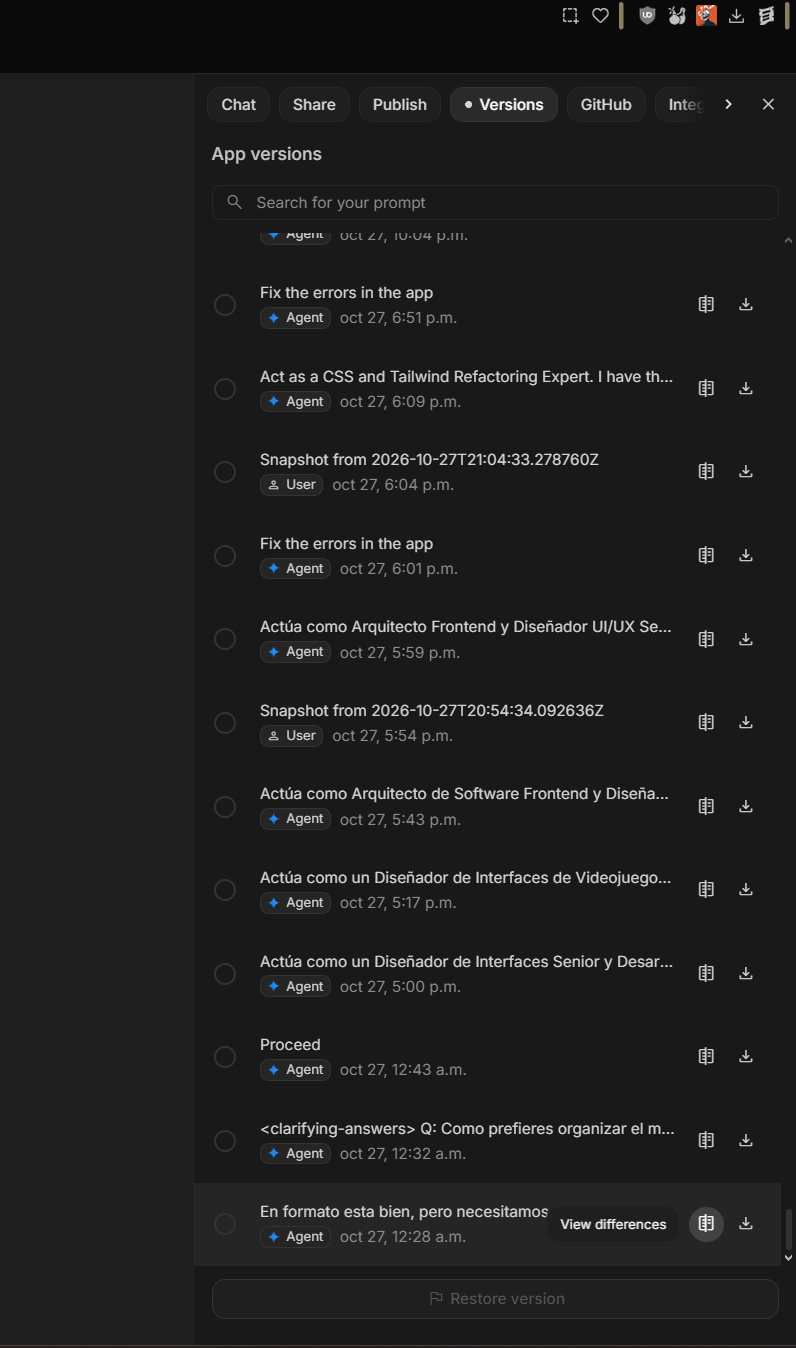 Chat Share Publish Versions GitHub Integ
App versions
Search for your prompt
Agent oct 27, 10:04 p.m.
Fix the errors in the app
Agent oct 27, 6:51 p.m.
Act as a CSS and Tailwind Refactoring Expert. I have th...
Agent oct 27, 6:09 p.m.
Snapshot from 2026-10-27T21:04:33.278760Z
User oct 27, 6:04 p.m.
Fix the errors in the app
Agent oct 27, 6:01 p.m.
Actúa como Arquitecto Frontend y Diseñador UI/UX Se...
Agent oct 27, 5:59 p.m.
Snapshot from 2026-10-27T20:54:34.092636Z
User oct 27, 5:54 p.m.
Actúa como Arquitecto de Software Frontend y Diseña...
Agent oct 27, 5:43 p.m.
Actúa como un Diseñador de Interfaces de Videojuego...
Agent oct 27, 5:17 p.m.
Actúa como un Diseñador de Interfaces Senior y Desar...
Agent oct 27, 5:00 p.m.
Proceed
Agent oct 27, 12:43 a.m.
<clarifying-answers> Q: Como prefieres organizar el m...
Agent oct 27, 12:32 a.m.
En formato esta bien, pero necesitamos
View differences
Agent oct 27, 12:28 a.m.
Restore version